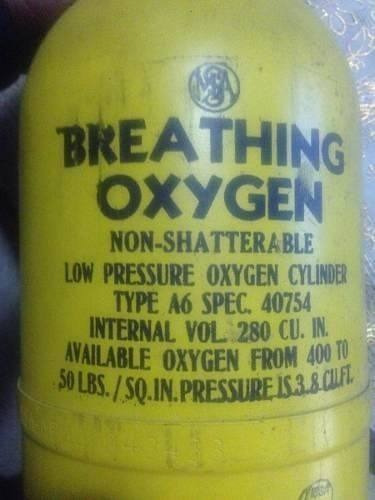 MSA
BREATHING
OXYGEN
NON-SHATTERABLE
LOW PRESSURE OXYGEN CYLINDER
TYPE A6 SPEC. 40754
INTERNAL VOL. 280 CU. IN.
AVAILABLE OXYGEN FROM 400 TO
50 LBS. / SQ. IN. PRESSURE IS 3.8 CU. FT.